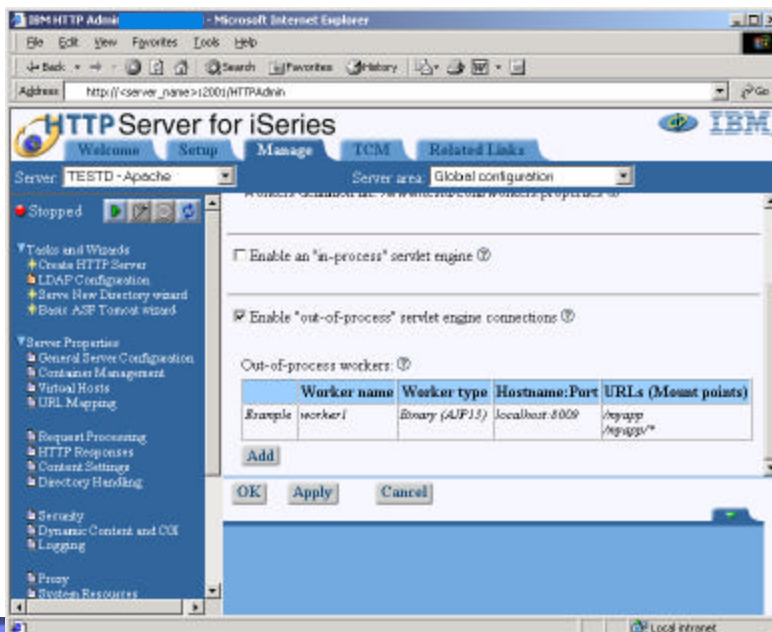 IBM HTTP Admi - Microsoft Internet Explorer
File Edit View Favorites Tools Help
Back Search Favorites History
Address http://<server_name>:2001/HTTPAdmin Go
HTTP Server for iSeries IBM
Welcome Setup Manage TCM Related Links
Server: TESTD - Apache Server area: Global configuration
Stopped
Tasks and Wizards
Create HTTP Server
LDAP Configuration
Serve New Directory wizard
Basic ASF Tomcat wizard
Server Properties
General Server Configuration
Container Management
Virtual Hosts
URL Mapping
Request Processing
HTTP Responses
Content Settings
Directory Handling
Security
Dynamic Content and CGI
Logging
Proxy
System Resources
Enable an "in-process" servlet engine
Enable "out-of-process" servlet engine connections
Out-of-process workers:
Worker name Worker type Hostname:Port URLs (Mount points)
Example worker1 Binary (AJP13) localhost:8009 /myapp
/myapp/*
Add
OK Apply Cancel
Local intranet